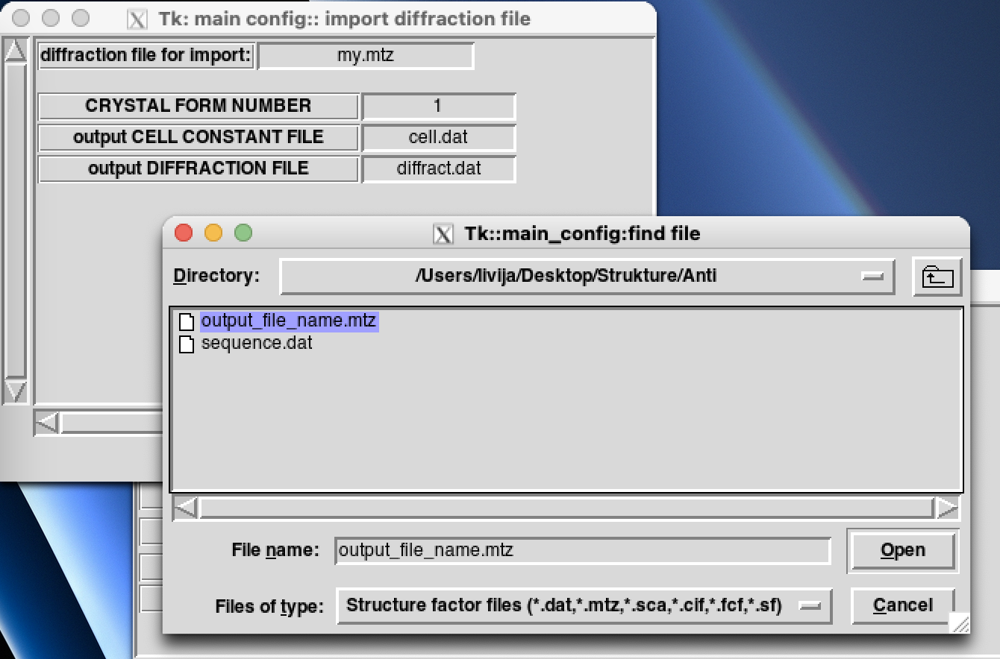 Tk: main config:: import diffraction file
diffraction file for import: my.mtz
CRYSTAL FORM NUMBER 1
output CELL CONSTANT FILE cell.dat
output DIFFRACTION FILE diffract.dat
Tk::main_config:find file
Directory: /Users/livija/Desktop/Strukture/Anti
output_file_name.mtz
sequence.dat
File name: output_file_name.mtz Open
Files of type: Structure factor files (*.dat,*.mtz,*.sca,*.cif,*.fcf,*.sf) Cancel